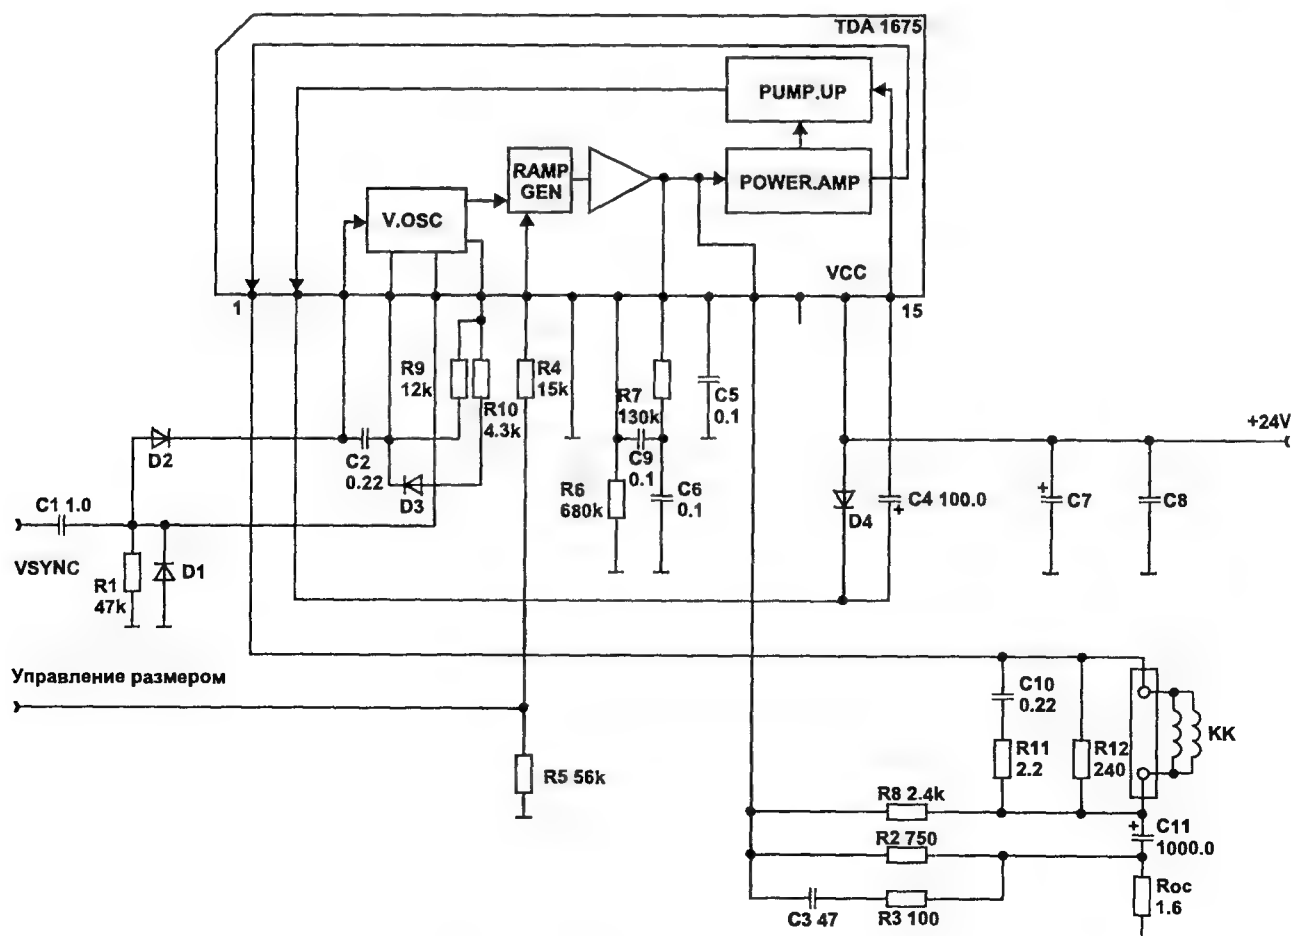 TDA 1675
PUMP.UP
RAMP
GEN
POWER.AMP
V.OSC
VCC
1
15
R9
12k
R10
4.3k
R4
15k
R7
130k
C5
0.1
+24V
D2
C2
0.22
D3
C9
0.1
R6
680k
C6
0.1
D4
C4 100.0
+
+
C7
C8
C1 1.0
VSYNC
R1
47k
D1
Управление размером
C10
0.22
R11
2.2
R12
240
КК
R5 56k
R8 2.4k
+
C11
1000.0
R2 750
C3 47
R3 100
Roc
1.6